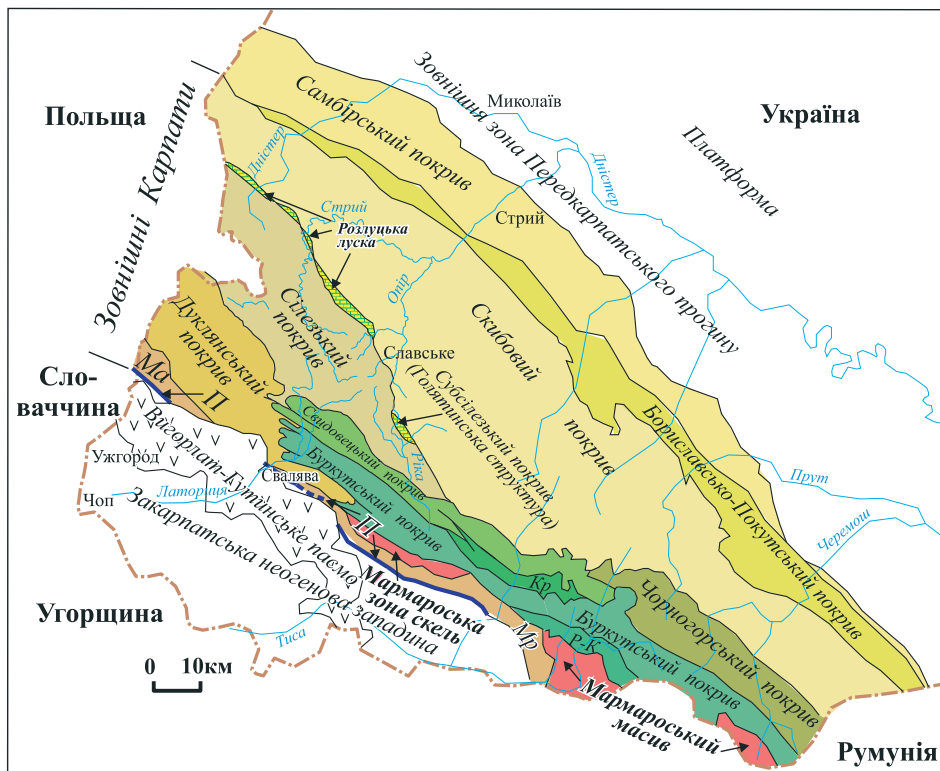 Польща
Україна
Зовнішні Карпати
Самбірський покрив
Зовнішня зона Передкарпатського прогину
Миколаїв
Дністер
Дністер
Платформа
Стрий
Стрий
Розлуцька
луска
Опір
Скибовий
покрив
Сілезький
покрив
Дуклянський
покрив
Славське
Субсілезький покрив
(Голятинська структура)
Бориславсько-Покутський покрив
Сло-
ваччина
Ма
П
Свидовецький покрив
Буркутський покрив
Ріка
Вигорлат-Гутинське пасмо
Ужгород
Свалява
Латориця
Чоп
Закарпатська неогенова западина
П
Мармароська
зона скель
Прут
Черемош
Кр
Чорногорський покрив
Буркутський покрив
Р-К
Мр
Угорщина
Тиса
0 10км
Мармароський
масив
Румунія